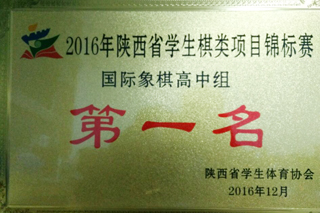 2016年陕西省学生棋类项目锦标赛
国际象棋高中组
第一名
陕西省学生体育协会
2016年12月